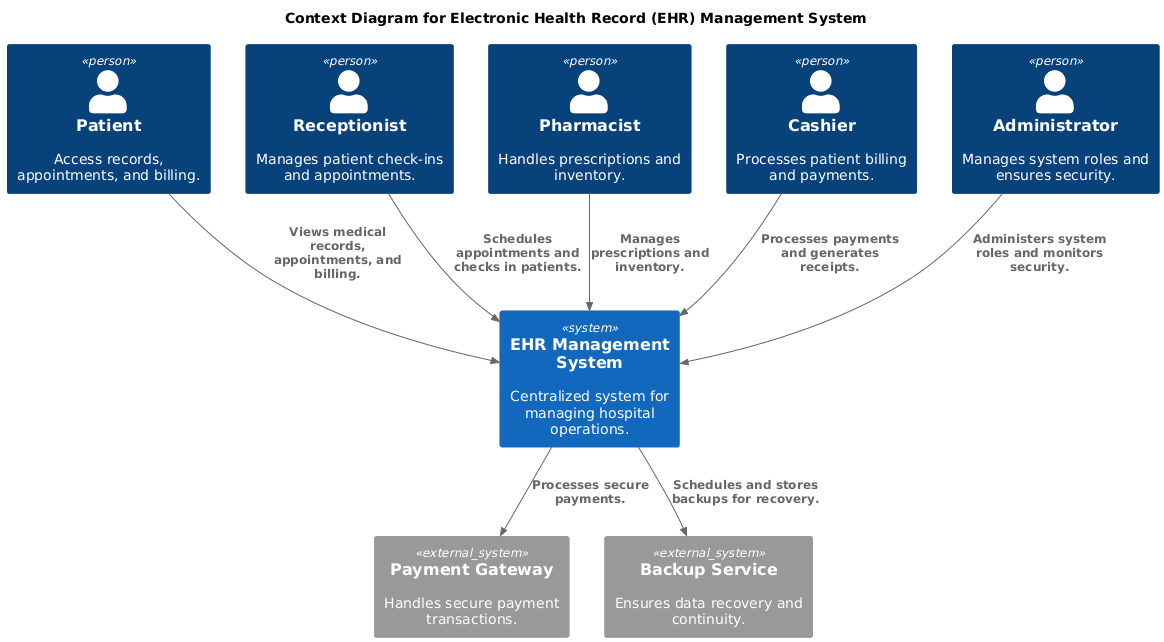 Context Diagram for Electronic Health Record (EHR) Management System
«person»
Patient
Access records,
appointments, and billing.
«person»
Receptionist
Manages patient check-ins
and appointments.
«person»
Pharmacist
Handles prescriptions and
inventory.
«person»
Cashier
Processes patient billing
and payments.
«person»
Administrator
Manages system roles and
ensures security.
Views medical
records,
appointments, and
billing.
Schedules
appointments and
checks in patients.
Manages
prescriptions and
inventory.
Processes payments
and generates
receipts.
Administers system
roles and monitors
security.
«system»
EHR Management
System
Centralized system for
managing hospital
operations.
Processes secure
payments.
Schedules and stores
backups for recovery.
«external_system»
Payment Gateway
Handles secure payment
transactions.
«external_system»
Backup Service
Ensures data recovery and
continuity.